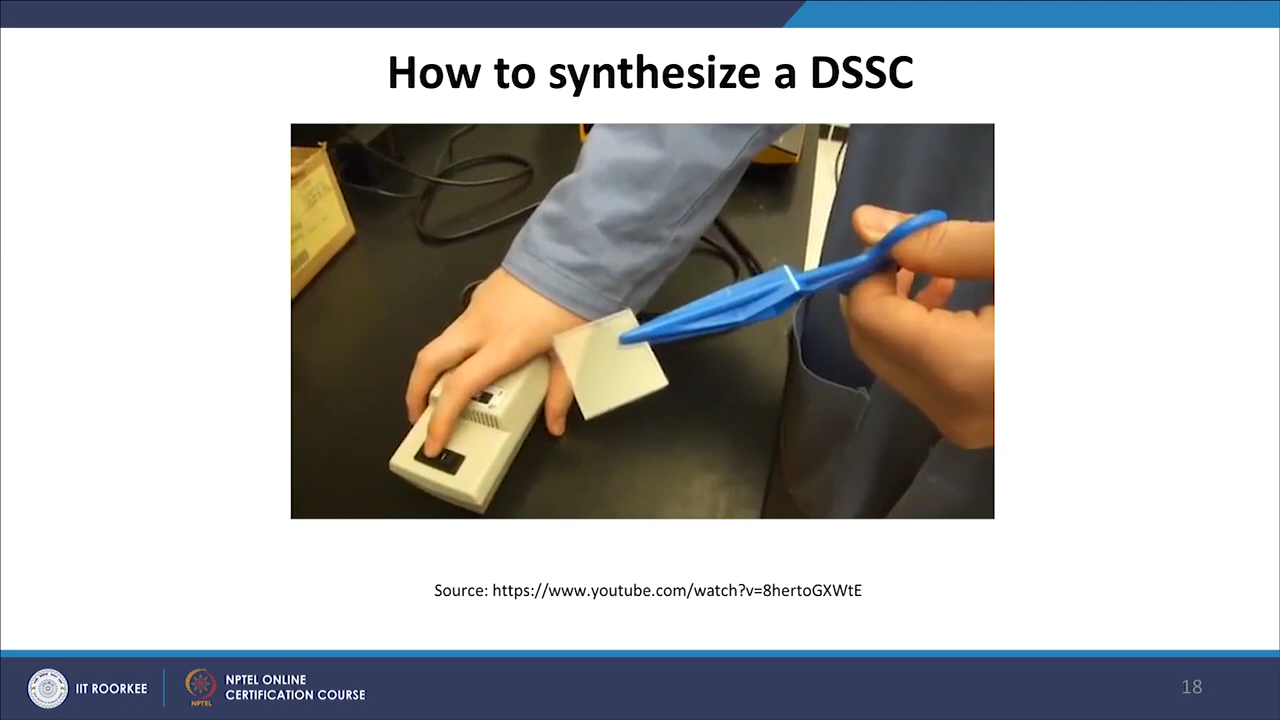 How to synthesize a DSSC
Source: https://www.youtube.com/watch?v=8hertoGXWtE
IIT ROORKEE
NPTEL
NPTEL ONLINE
CERTIFICATION COURSE
18